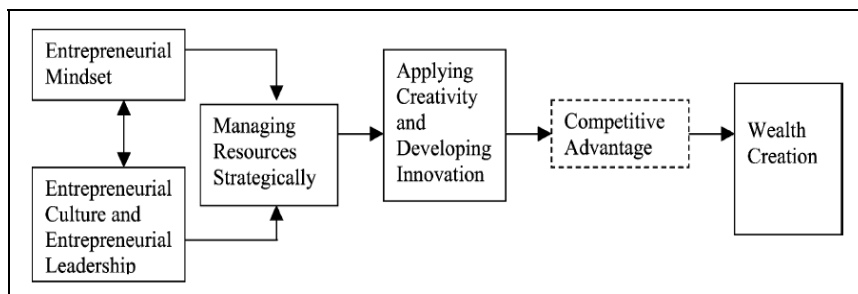 Entrepreneurial
Mindset
Entrepreneurial
Culture and
Entrepreneurial
Leadership
Managing
Resources
Strategically
Applying
Creativity
and
Developing
Innovation
Competitive
Advantage
Wealth
Creation